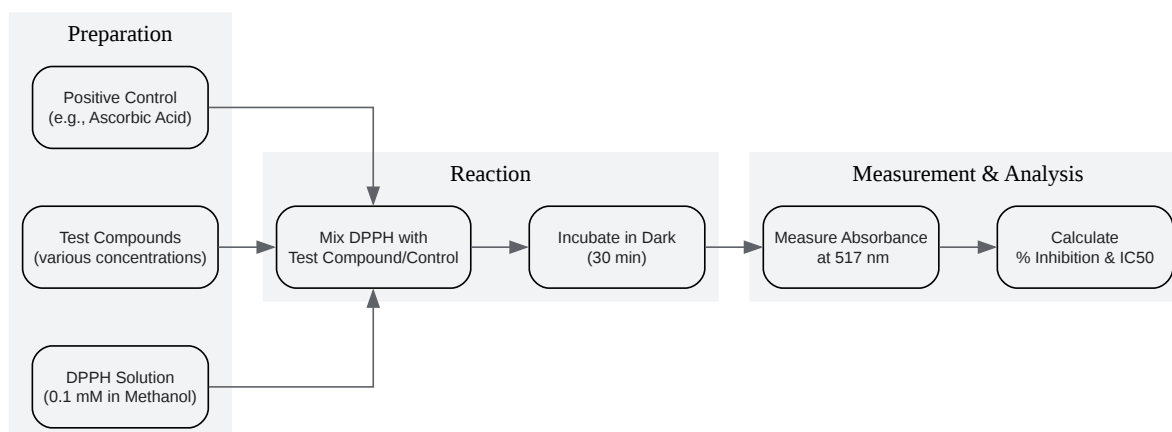 Preparation
Positive Control
(e.g., Ascorbic Acid)
Test Compounds
(various concentrations)
DPPH Solution
(0.1 mM in Methanol)
Reaction
Mix DPPH with
Test Compound/Control
Incubate in Dark
(30 min)
Measurement & Analysis
Measure Absorbance
at 517 nm
Calculate
% Inhibition & IC50